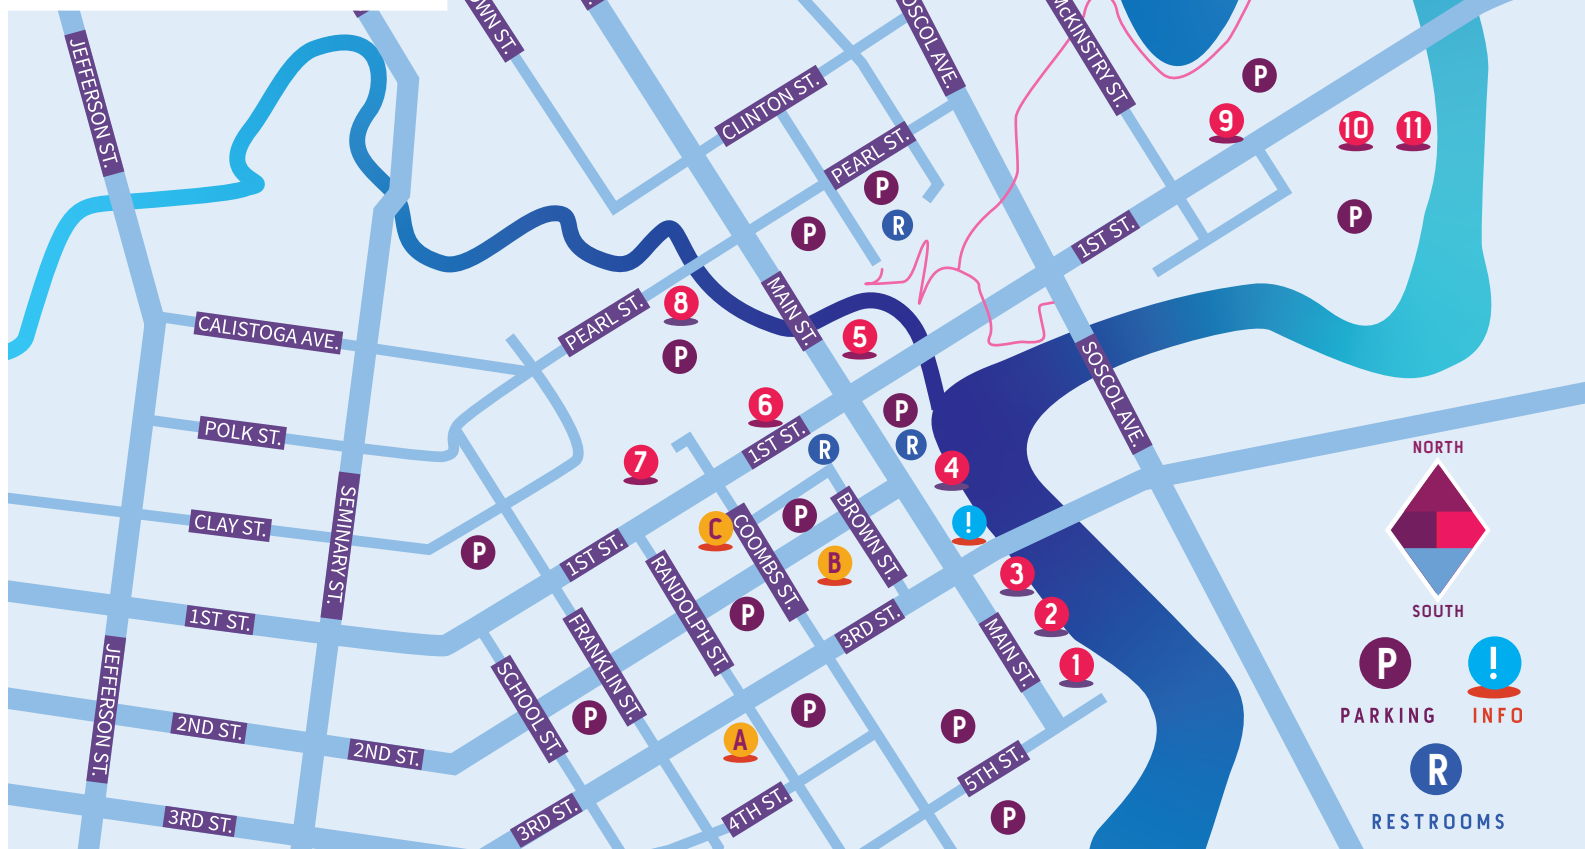 OWN ST.
OSCOL AVE.
McKINSTRY ST.
JEFFERSON ST.
CLINTON ST.
P
9
10
11
PEARL ST.
P
R
P
P
1ST ST.
MAIN ST.
8
PEARL ST.
CALISTOGA AVE.
5
P
SOSCOL AVE.
6
P
POLK ST.
1ST ST.
R
R
NORTH
7
4
SEMINARY ST.
CLAY ST.
C
COOMBS ST.
P
BROWN ST.
!
P
1ST ST.
B
3
RANDOLPH ST.
P
2
SOUTH
1ST ST.
FRANKLIN ST.
3RD ST.
MAIN ST.
1
P
!
JEFFERSON ST.
SCHOOL ST.
P
P
PARKING
INFO
2ND ST.
2ND ST.
A
P
5TH ST.
R
3RD ST.
3RD ST.
4TH ST.
P
RESTROOMS